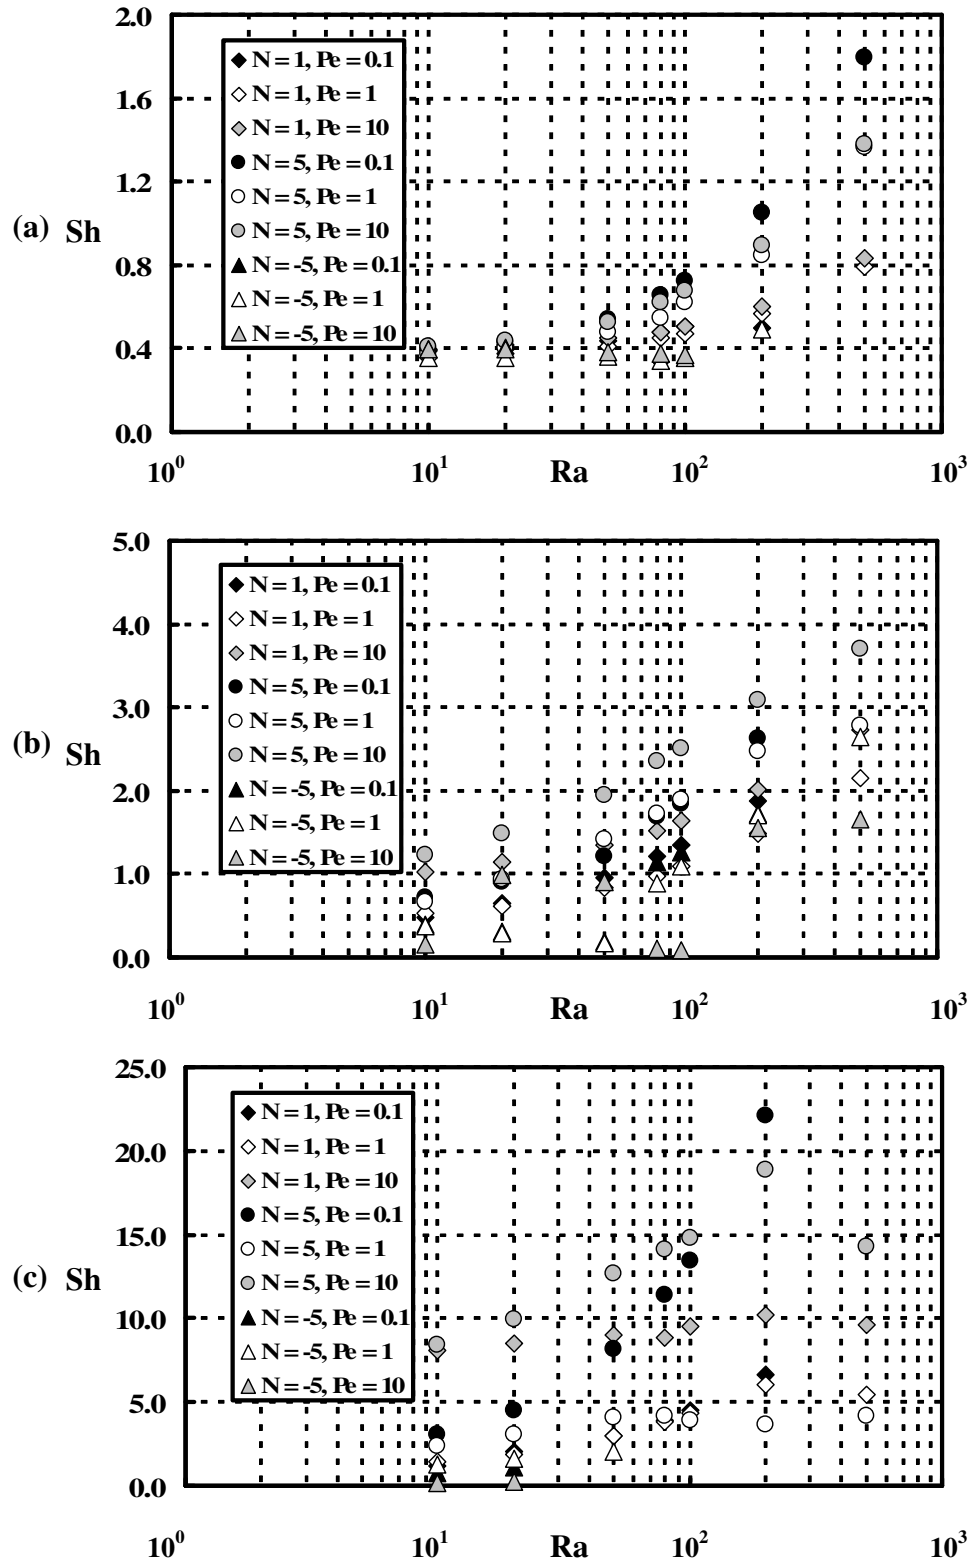 2.0
N = 1, Pe = 0.1
N = 1, Pe = 1
1.6
N = 1, Pe = 10
N = 5, Pe = 0.1
1.2
N = 5, Pe = 1
(a) Sh
N = 5, Pe = 10
0.8
N = -5, Pe = 0.1
N = -5, Pe = 1
N = -5, Pe = 10
0.4
0.0
10⁰ 10¹ Ra 10² 10³
5.0
N = 1, Pe = 0.1
4.0
N = 1, Pe = 1
N = 1, Pe = 10
N = 5, Pe = 0.1
3.0
N = 5, Pe = 1
(b) Sh
N = 5, Pe = 10
2.0
N = -5, Pe = 0.1
N = -5, Pe = 1
N = -5, Pe = 10
1.0
0.0
10⁰ 10¹ Ra 10² 10³
25.0
N = 1, Pe = 0.1
N = 1, Pe = 1
20.0
N = 1, Pe = 10
N = 5, Pe = 0.1
15.0
N = 5, Pe = 1
(c) Sh
N = 5, Pe = 10
10.0
N = -5, Pe = 0.1
N = -5, Pe = 1
N = -5, Pe = 10
5.0
0.0
10⁰ 10¹ Ra 10² 10³